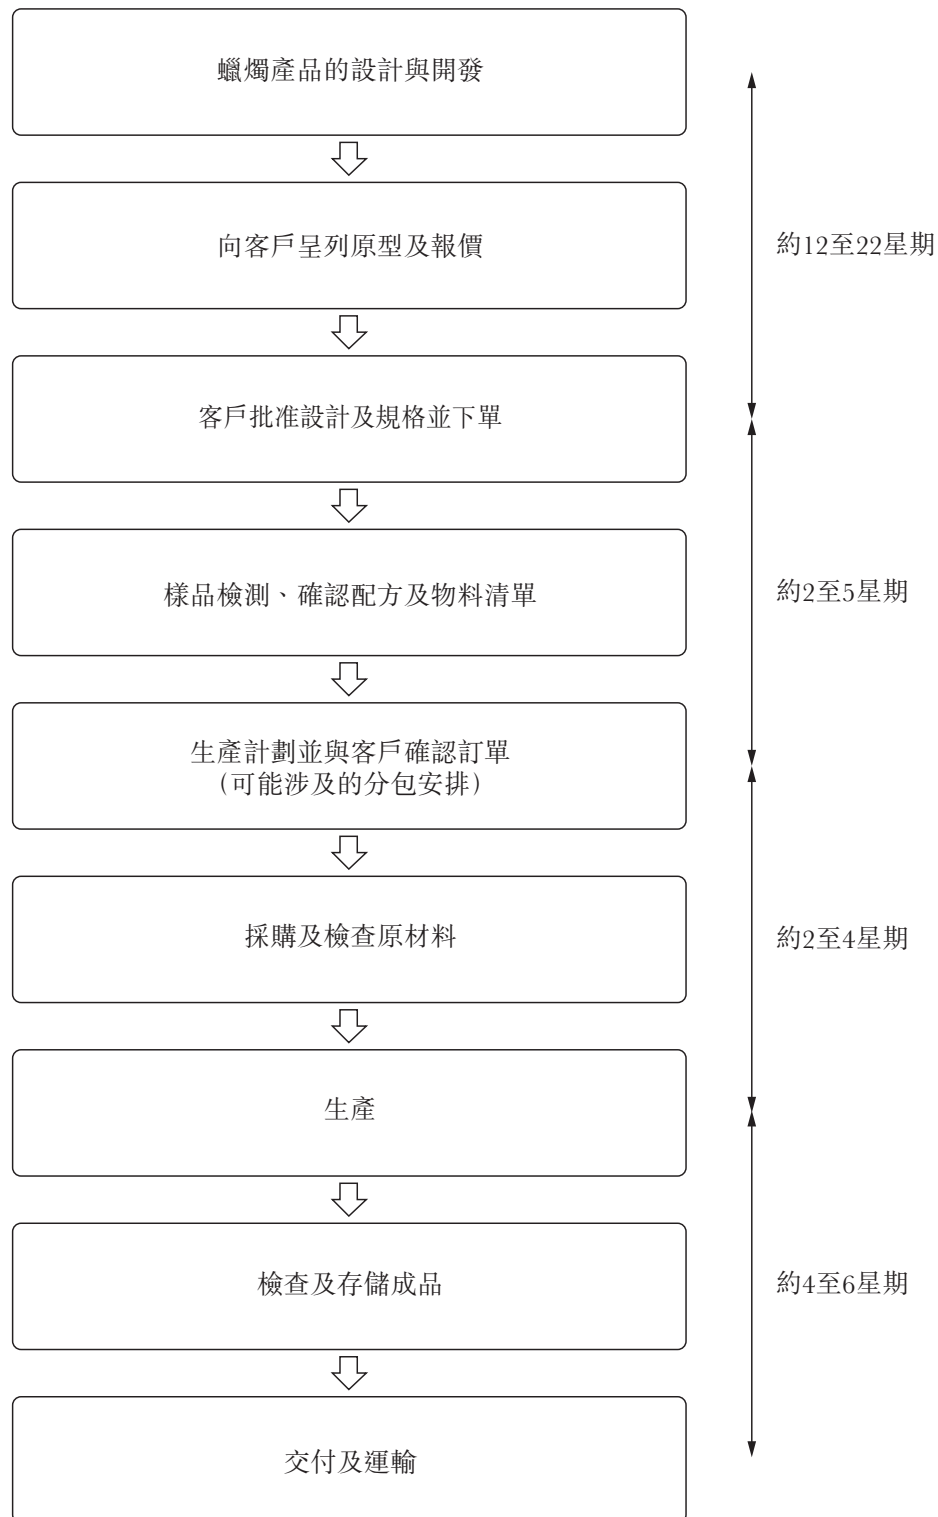 蠟燭產品的設計與開發
向客戶呈列原型及報價
約12至22星期
客戶批准設計及規格並下單
樣品檢測、確認配方及物料清單
約2至5星期
生產計劃並與客戶確認訂單
（可能涉及的分包安排）
採購及檢查原材料
約2至4星期
生產
檢查及存儲成品
約4至6星期
交付及運輸